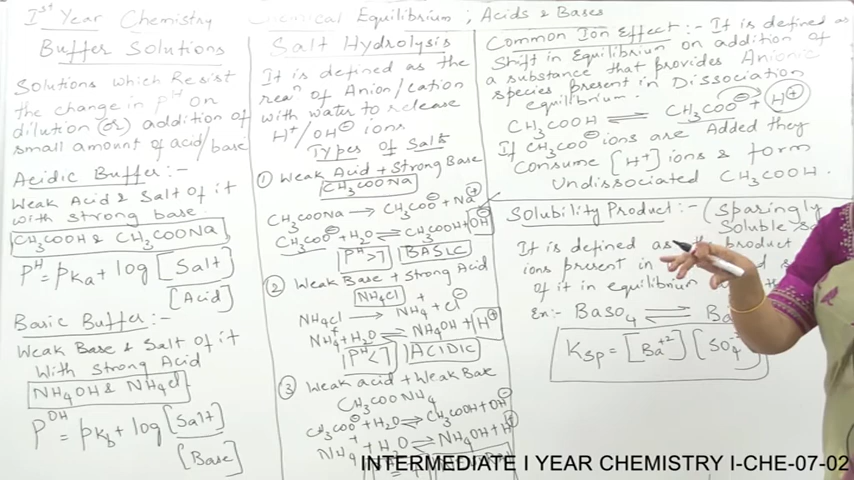 Ist Year Chemistry
Chemical Equilibrium ; Acids & Bases
Buffer Solutions
Solutions which Resist
the change in pH on
dilution (or) addition of
small amount of acid/base
Acidic Buffer :-
Weak Acid & Salt of it
with strong base.
CH3COOH & CH3COONa
PH = pKa + log [Salt]
[Acid]
Basic Buffer :-
Weak Base & Salt of it
With Strong Acid
NH4OH & NH4Cl
POH = pKb + log [Salt]
[Base]
Salt Hydrolysis
It is defined as the
reaⁿ of Anion/Cation
with water to release
H+/OH⊖ ions
Types of Salts
① Weak Acid + Strong Base
CH3COONa
CH3COONa → CH3COO⊖ + Na⊕
CH3COO⊖ + H2O ⇌ CH3COOH + OH⊖
PH>7 BASIC
② Weak Base + Strong Acid
NH4Cl
NH4Cl → NH4+ + Cl⊖
NH4+ + H2O ⇌ NH4OH + H⊕
PH<7 ACIDIC
③ Weak acid + Weak Base
CH3COONH4
CH3COO⊖ + H2O ⇌ CH3COOH + OH⊖
NH4+ + H2O ⇌ NH4OH + H⊕
Common Ion Effect :- It is defined as
Shift in Equilibrium on addition of
a substance that provides Anionic
species present in Dissociation
equilibrium.
CH3COOH ⇌ CH3COO⊖ + H⊕
If CH3COO⊖ ions are Added they
Consume [H+] ions & form
Undissociated CH3COOH.
Solubility Product :- (Sparingly
Soluble
It is defined as the product
ions present in
of it in equilibrium
Ex:- BaSO4 ⇌ Ba
Ksp = [Ba+2] [SO4
INTERMEDIATE I YEAR CHEMISTRY I-CHE-07-02